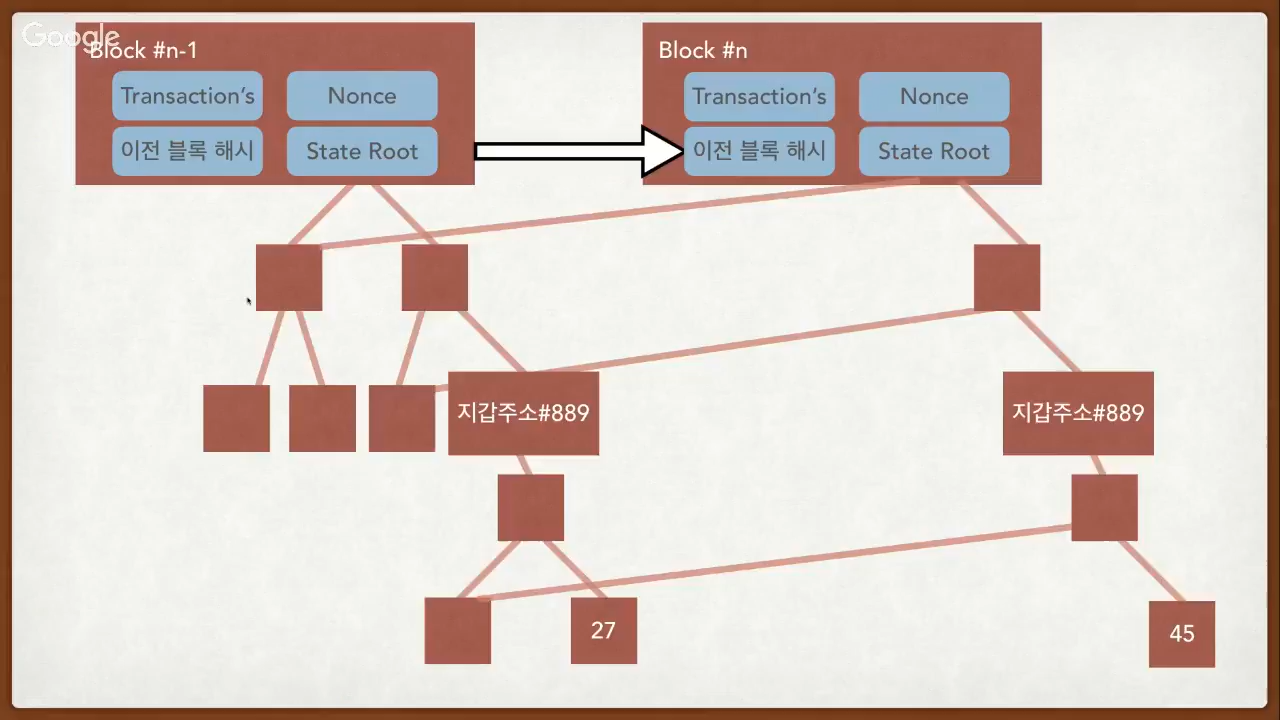 Google
Block #n-1
Block #n
Transaction's
Nonce
Transaction's
Nonce
이전 블록 해시
State Root
이전 블록 해시
State Root
지갑주소#889
지갑주소#889
27
45